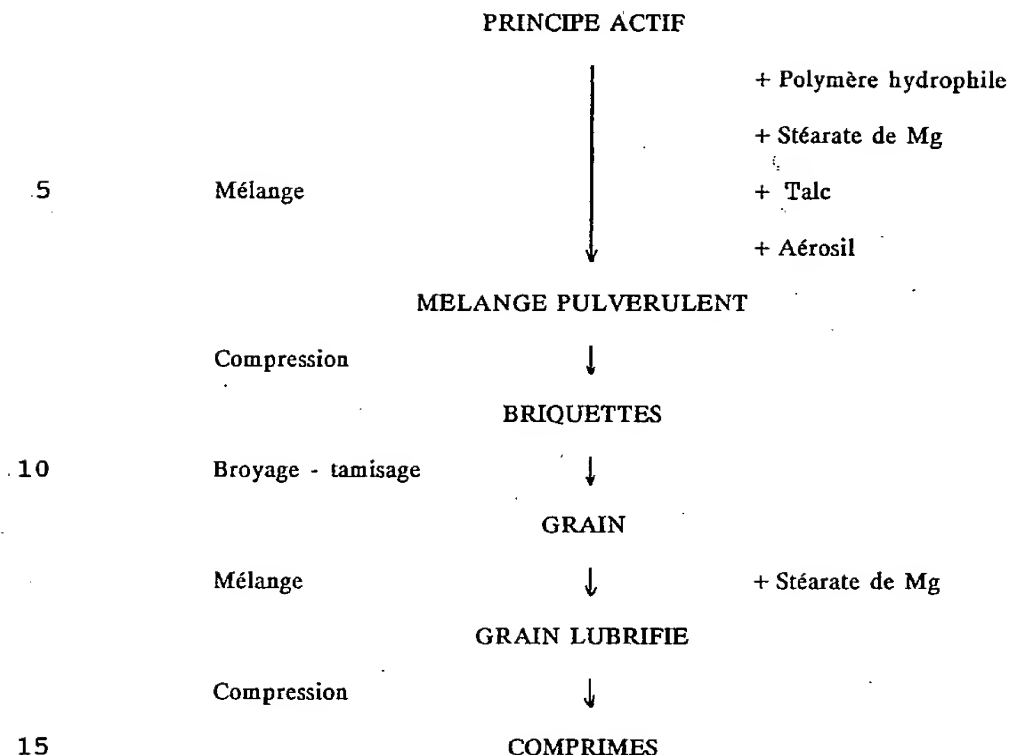 PRINCIPE ACTIF
+ Polymère hydrophile
+ Stéarate de Mg
5 Mélange + Talc
+ Aérosil
MELANGE PULVERULENT
Compression
BRIQUETTES
10 Broyage - tamisage
GRAIN
Mélange + Stéarate de Mg
GRAIN LUBRIFIE
Compression
15 COMPRIMES